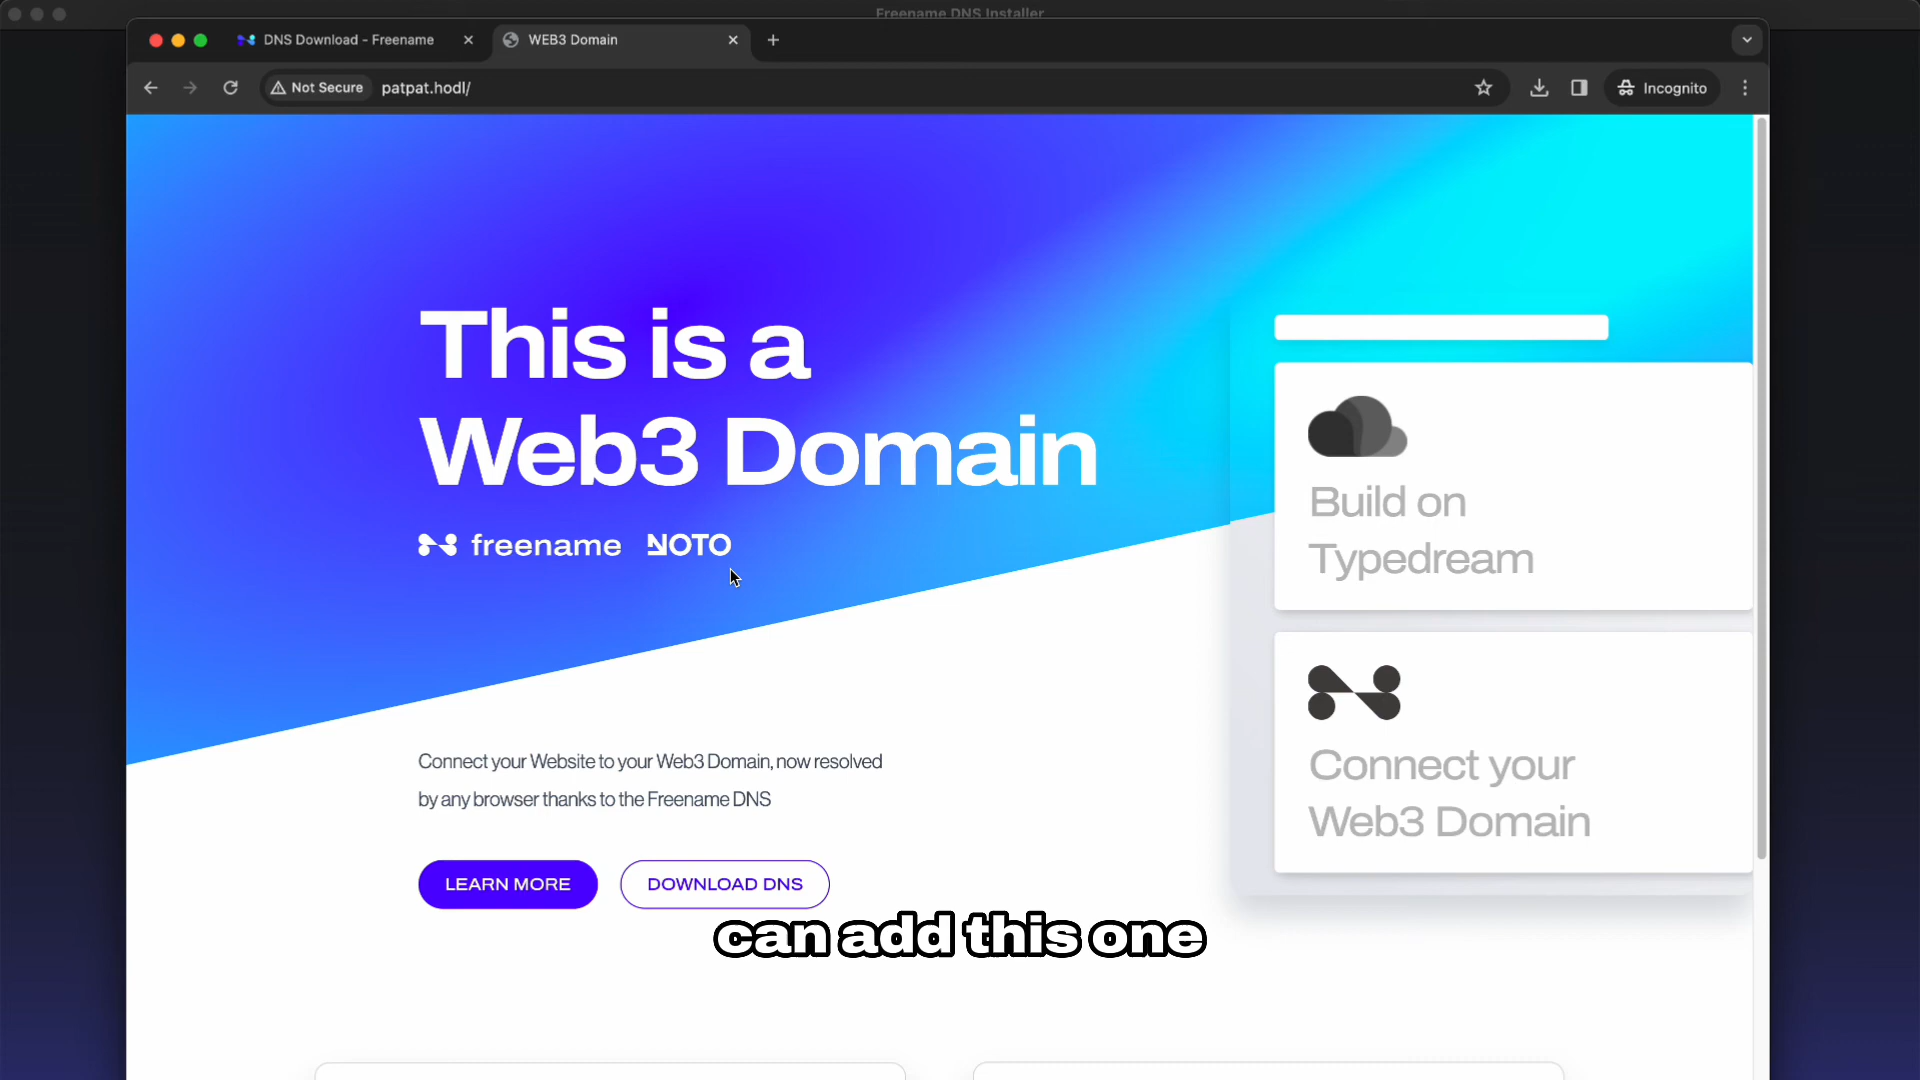 Freename DNS Installer
DNS Download - Freename
WEB3 Domain
Not Secure
patpat.hodl/
Incognito
This is a
Web3 Domain
freename NOTO
Build on
Typedream
Connect your
Web3 Domain
Connect your Website to your Web3 Domain, now resolved
by any browser thanks to the Freename DNS
LEARN MORE
DOWNLOAD DNS
can add this one